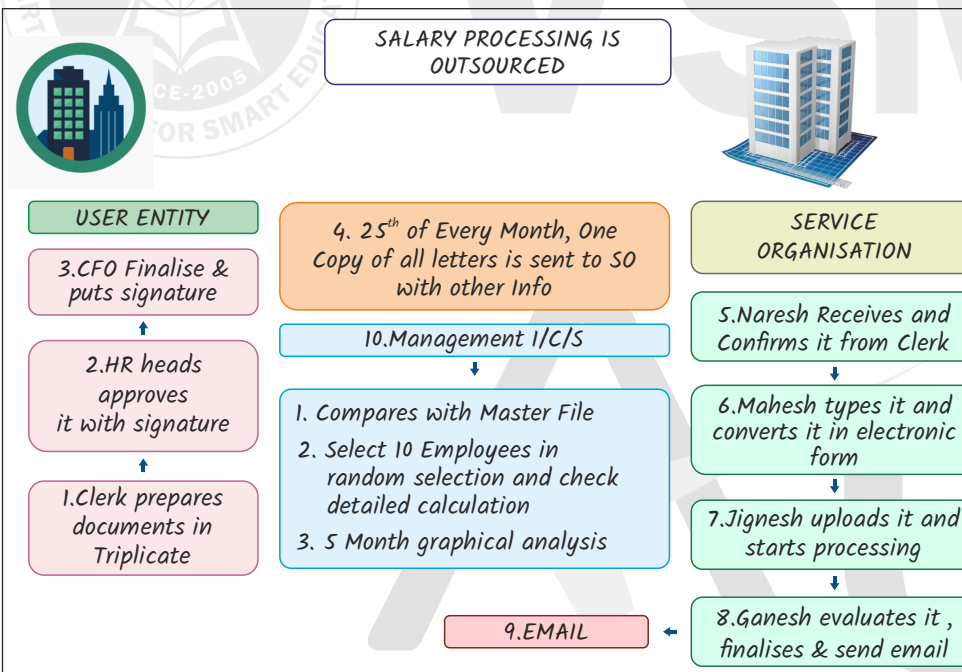 SALARY PROCESSING IS
OUTSOURCED
CE-2005
FOR SMART EDUCA
USER ENTITY
3.CFO Finalise &
puts signature
2.HR heads
approves
it with signature
1.Clerk prepares
documents in
Triplicate
4. 25th of Every Month, One
Copy of all letters is sent to SO
with other Info
10.Management I/C/S
1. Compares with Master File
2. Select 10 Employees in
random selection and check
detailed calculation
3. 5 Month graphical analysis
9.EMAIL
SERVICE
ORGANISATION
5.Naresh Receives and
Confirms it from Clerk
6.Mahesh types it and
converts it in electronic
form
7.Jignesh uploads it and
starts processing
8.Ganesh evaluates it ,
finalises & send email